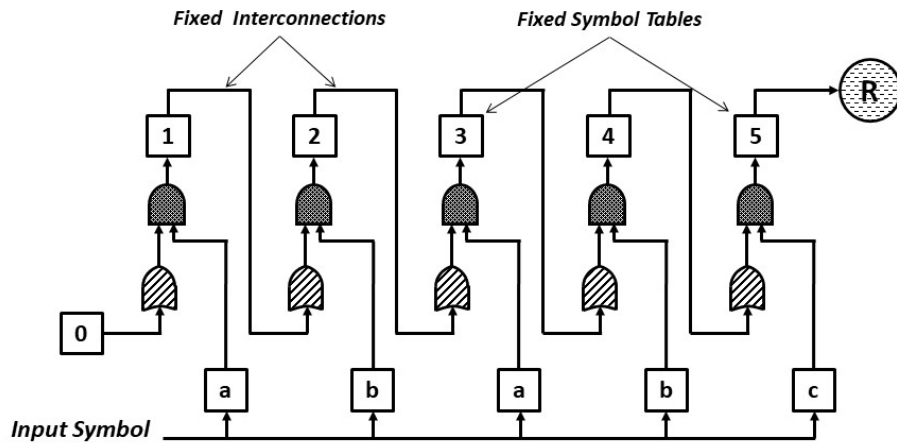 Fixed Interconnections
Fixed Symbol Tables
R
1 2 3 4 5
0
a b a b c
Input Symbol